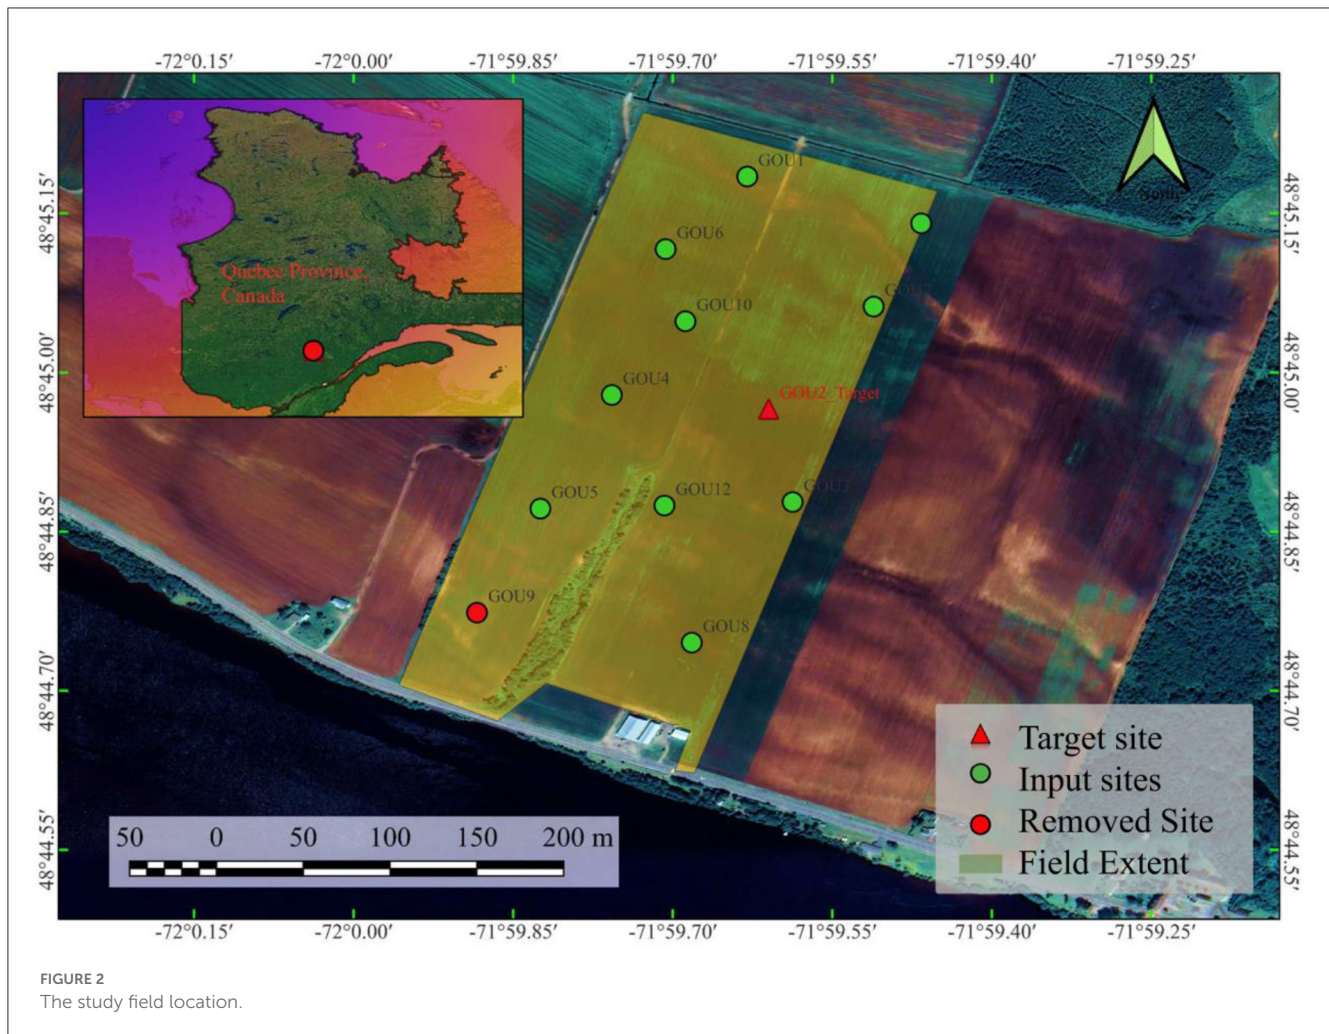 -72°0.15′ -72°0.00′ -71°59.85′ -71°59.70′ -71°59.55′ -71°59.40′ -71°59.25′
48°45.15′
48°45.00′
48°44.85′
48°44.70′
48°44.55′
Quebec Province,
Canada
GOU1
GOU6
GOU7
GOU10
GOU4
GOU2_Target
GOU5
GOU12
GOU3
GOU9
GOU8
North
48°45.15′
48°45.00′
48°44.85′
48°44.70′
48°44.55′
50 0 50 100 150 200 m
Target site
Input sites
Removed Site
Field Extent
-72°0.15′ -72°0.00′ -71°59.85′ -71°59.70′ -71°59.55′ -71°59.40′ -71°59.25′
FIGURE 2
The study field location.